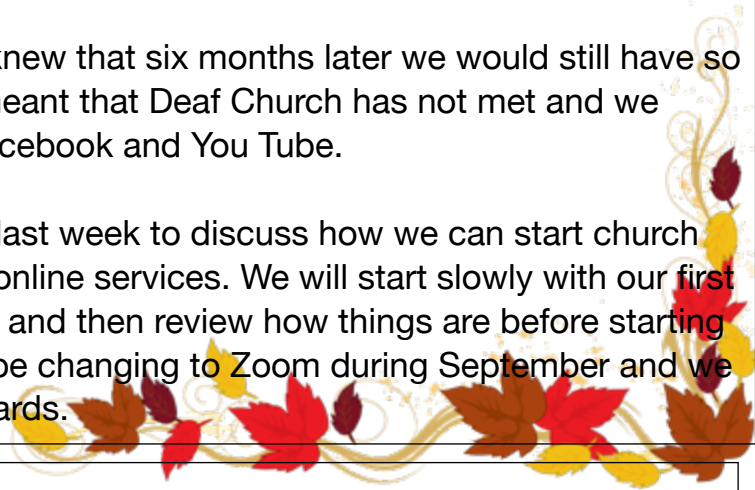 knew that six months later we would still have so
meant that Deaf Church has not met and we
cebook and You Tube.
last week to discuss how we can start church
online services. We will start slowly with our first
and then review how things are before starting
be changing to Zoom during September and we
ards.